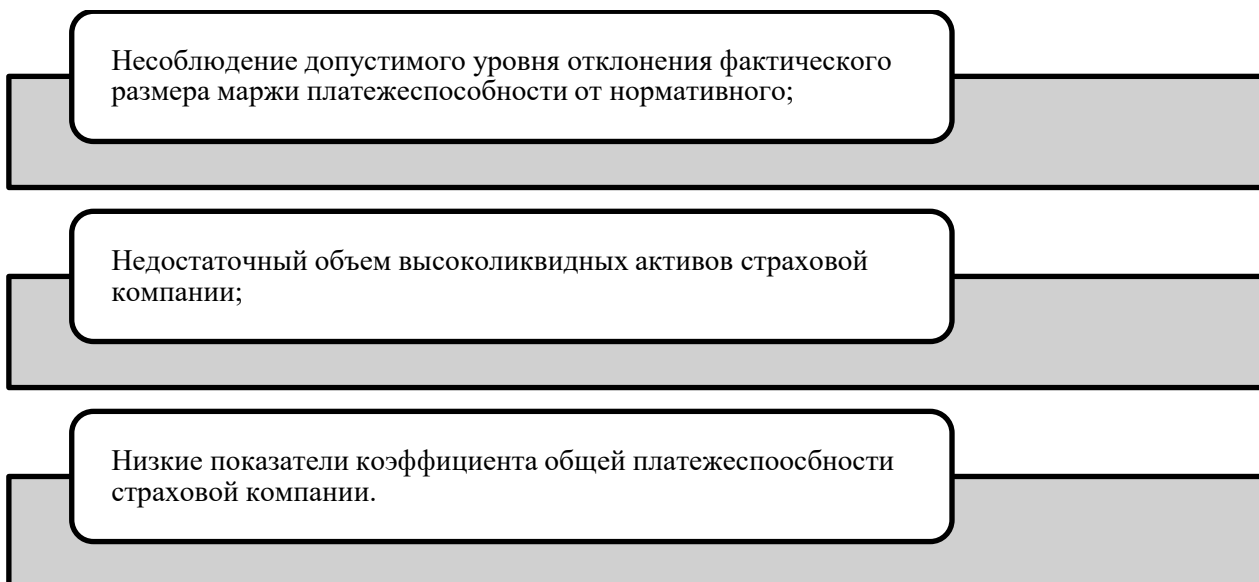 Несоблюдение допустимого уровня отклонения фактического
размера маржи платежеспособности от нормативного;
Недостаточный объем высоколиквидных активов страховой
компании;
Низкие показатели коэффициента общей платежеспоосбности
страховой компании.